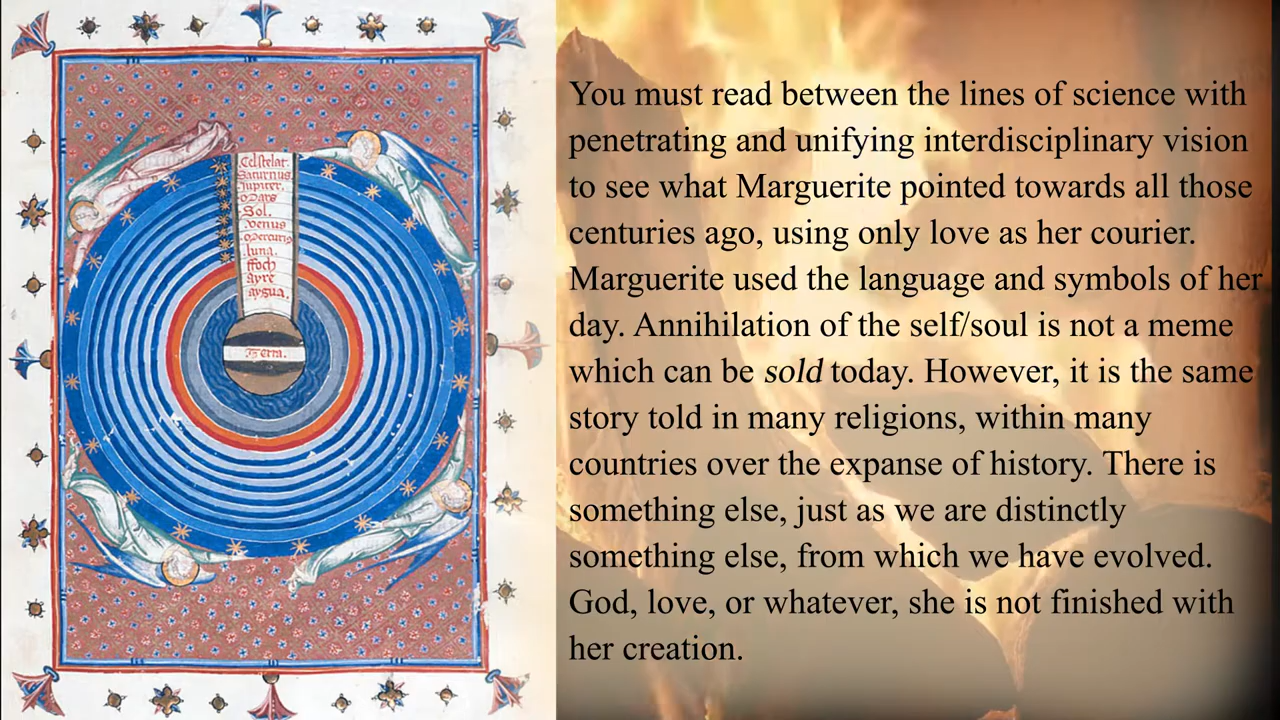 Celstelat.
Saturnus
Jupiter.
Mars
Sol.
Venus
Mercuriꝰ
luna.
ffoch
ayre
aygua.
Terra.
You must read between the lines of science with
penetrating and unifying interdisciplinary vision
to see what Marguerite pointed towards all those
centuries ago, using only love as her courier.
Marguerite used the language and symbols of her
day. Annihilation of the self/soul is not a meme
which can be sold today. However, it is the same
story told in many religions, within many
countries over the expanse of history. There is
something else, just as we are distinctly
something else, from which we have evolved.
God, love, or whatever, she is not finished with
her creation.